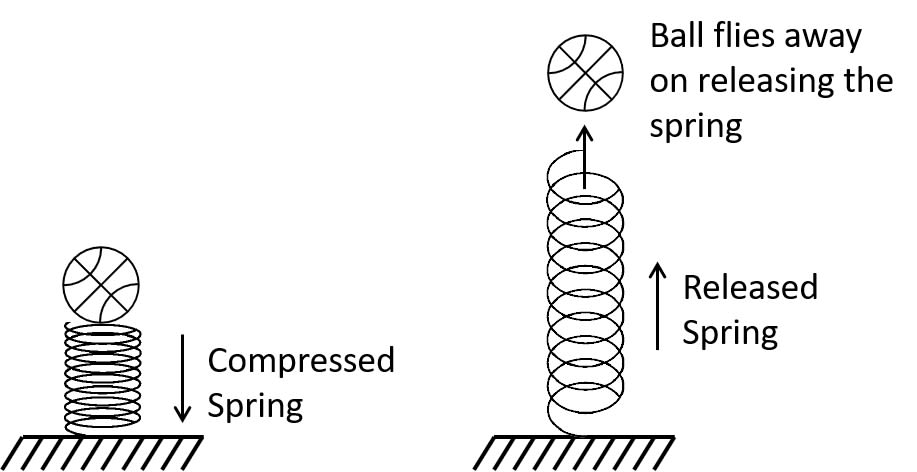 Ball flies away
on releasing the
spring
Compressed
Spring
Released
Spring